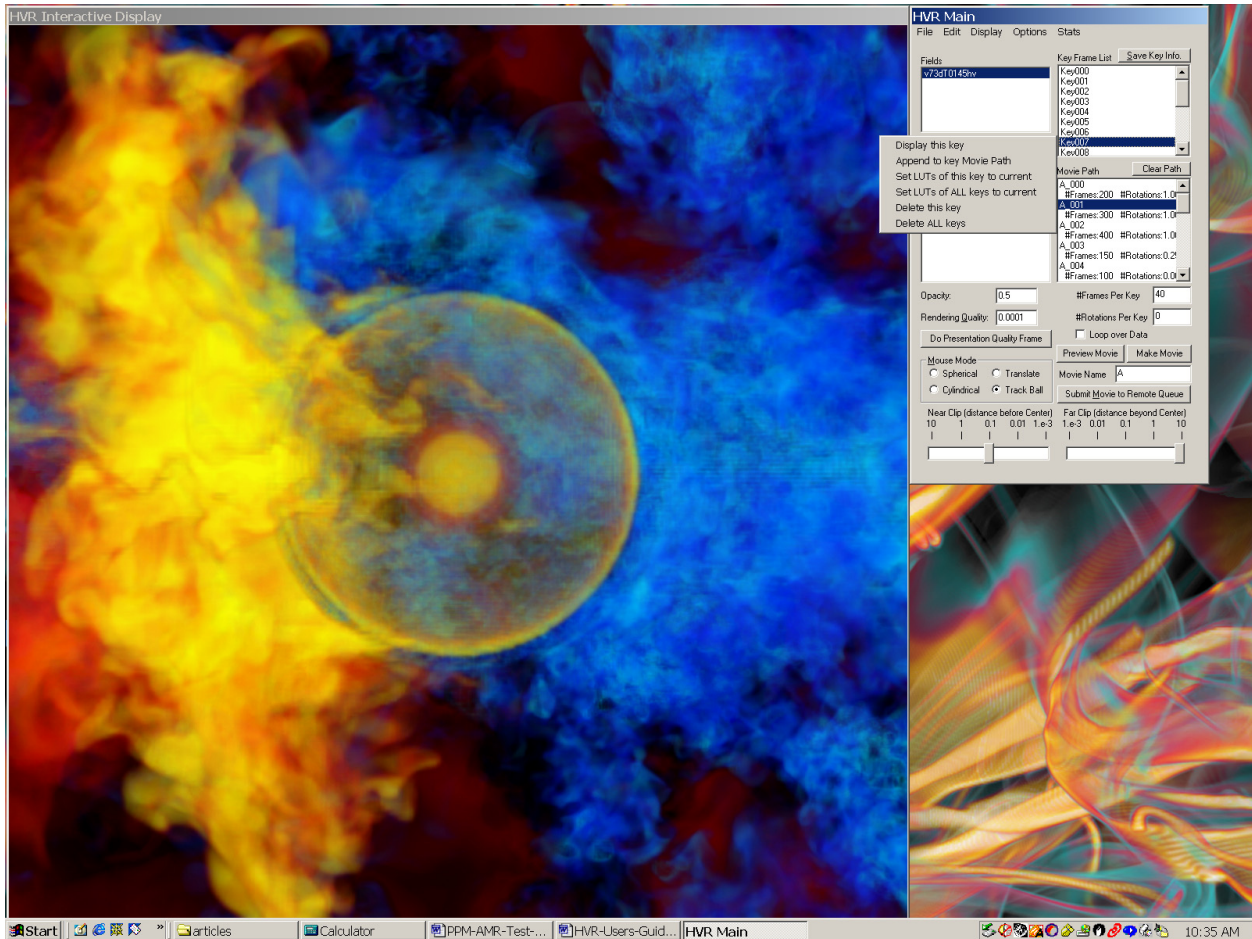 HVR Interactive Display
HVR Main
File Edit Display Options Stats
Fields
v73dT0145hv
Key Frame List
Save Key Info.
Key000
Key001
Key002
Key003
Key004
Key005
Key006
Key007
Key008
Display this key
Append to key Movie Path
Set LUTs of this key to current
Set LUTs of ALL keys to current
Delete this key
Delete ALL keys
Movie Path
Clear Path
A_000
#Frames:200 #Rotations:1.00
A_001
#Frames:300 #Rotations:1.00
A_002
#Frames:400 #Rotations:1.00
A_003
#Frames:150 #Rotations:0.25
A_004
#Frames:100 #Rotations:0.00
Opacity: 0.5
Rendering Quality: 0.0001
Do Presentation Quality Frame
Mouse Mode
Spherical Translate
Cylindrical Track Ball
#Frames Per Key 40
#Rotations Per Key 0
Loop over Data
Preview Movie Make Movie
Movie Name A
Submit Movie to Remote Queue
Near Clip (distance before Center)
10 1 0.1 0.01 1.e-3
Far Clip (distance beyond Center)
1.e-3 0.01 0.1 1 10
Start » articles Calculator PPM-AMR-Test-... HVR-Users-Guid... HVR Main 10:35 AM